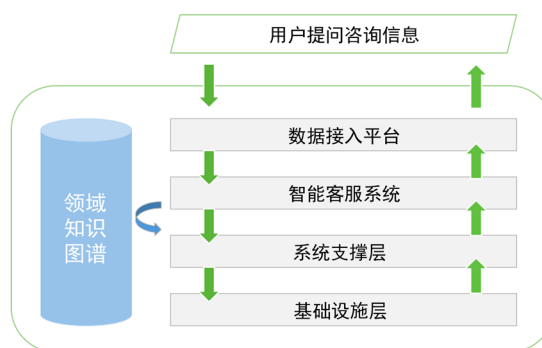 用户提问咨询信息
数据接入平台
智能客服系统
系统支撑层
基础设施层
领域
知识
图谱